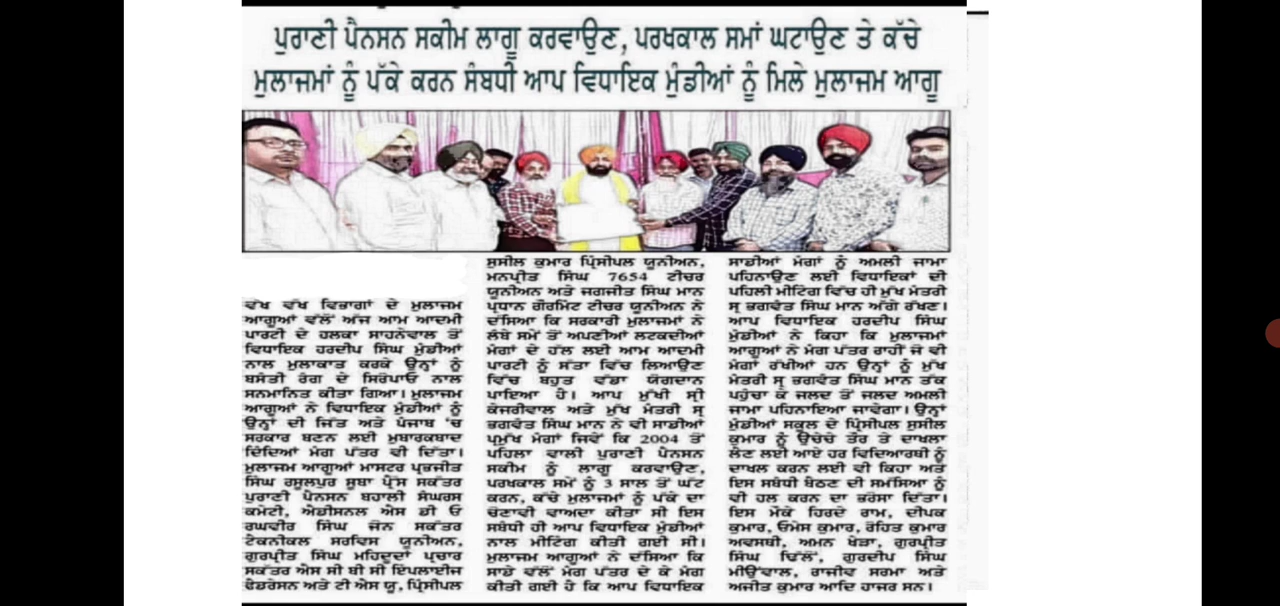 ਪੁਰਾਣੀ ਪੈਨਸਨ ਸਕੀਮ ਲਾਗੂ ਕਰਵਾਉਣ, ਪਰਖਕਾਲ ਸਮਾਂ ਘਟਾਉਣ ਤੇ ਕੱਚੇ
ਮੁਲਾਜਮਾਂ ਨੂੰ ਪੱਕੇ ਕਰਨ ਸੰਬਧੀ ਆਪ ਵਿਧਾਇਕ ਮੁੰਡੀਆਂ ਨੂੰ ਮਿਲੇ ਮੁਲਾਜਮ ਆਗੂ
ਵੱਖ ਵੱਖ ਵਿਭਾਗਾਂ ਦੇ ਮੁਲਾਜਮ
ਆਗੂਆਂ ਵੱਲੋਂ ਅੱਜ ਆਮ ਆਦਮੀ
ਪਾਰਟੀ ਦੇ ਹਲਕਾ ਸਾਹਨੇਵਾਲ ਤੋਂ
ਵਿਧਾਇਕ ਹਰਦੀਪ ਸਿੰਘ ਮੁੰਡੀਆਂ
ਨਾਲ ਮੁਲਾਕਾਤ ਕਰਕੇ ਉਨ੍ਹਾਂ ਨੂੰ
ਬਸੰਤੀ ਰੰਗ ਦੇ ਸਿਰੋਪਾਓ ਨਾਲ
ਸਨਮਾਨਿਤ ਕੀਤਾ ਗਿਆ। ਮੁਲਾਜਮ
ਆਗੂਆਂ ਨੇ ਵਿਧਾਇਕ ਮੁੰਡੀਆਂ ਨੂੰ
ਉਨ੍ਹਾਂ ਦੀ ਜਿੱਤ ਅਤੇ ਪੰਜਾਬ 'ਚ
ਸਰਕਾਰ ਬਣਨ ਲਈ ਮੁਬਾਰਕਬਾਦ
ਦਿੰਦਿਆਂ ਮੰਗ ਪੱਤਰ ਵੀ ਦਿੱਤਾ।
ਮੁਲਾਜਮ ਆਗੂਆਂ ਮਾਸਟਰ ਪ੍ਰਭਜੀਤ
ਸਿੰਘ ਰਸੂਲਪੁਰ ਸੂਬਾ ਪ੍ਰੈੱਸ ਸਕੱਤਰ
ਪੁਰਾਣੀ ਪੈਨਸਨ ਬਹਾਲੀ ਸੰਘਰਸ
ਕਮੇਟੀ, ਐਡੀਸਨਲ ਐਸ ਡੀ ਓ
ਰਘਵੀਰ ਸਿੰਘ ਜੋਨ ਸਕੱਤਰ
ਟੈਕਨੀਕਲ ਸਰਵਿਸ ਯੂਨੀਅਨ,
ਗੁਰਪ੍ਰੀਤ ਸਿੰਘ ਮਹਿਦੂਦਾਂ ਪ੍ਰਚਾਰ
ਸਕੱਤਰ ਐਸ ਸੀ ਬੀ ਸੀ ਇੰਪਲਾਈਜ
ਫੈਡਰੇਸਨ ਅਤੇ ਟੀ ਐਸ ਯੂ, ਪ੍ਰਿੰਸੀਪਲ
ਸੁਸੀਲ ਕੁਮਾਰ ਪ੍ਰਿੰਸੀਪਲ ਯੂਨੀਅਨ,
ਮਨਪ੍ਰੀਤ ਸਿੰਘ 7654 ਟੀਚਰ
ਯੂਨੀਅਨ ਅਤੇ ਜਗਜੀਤ ਸਿੰਘ ਮਾਨ
ਪ੍ਰਧਾਨ ਗੌਰਮਿੰਟ ਟੀਚਰ ਯੂਨੀਅਨ ਨੇ
ਦੱਸਿਆ ਕਿ ਸਰਕਾਰੀ ਮੁਲਾਜਮਾਂ ਨੇ
ਲੰਬੇ ਸਮੇਂ ਤੋਂ ਅਪਣੀਆਂ ਲਟਕਦੀਆਂ
ਮੰਗਾਂ ਦੇ ਹੱਲ ਲਈ ਆਮ ਆਦਮੀ
ਪਾਰਟੀ ਨੂੰ ਸੱਤਾ ਵਿੱਚ ਲਿਆਉਣ
ਵਿੱਚ ਬਹੁਤ ਵੱਡਾ ਯੋਗਦਾਨ
ਪਾਇਆ ਹੈ। ਆਪ ਮੁੱਖੀ ਸ੍ਰੀ
ਕੇਜਰੀਵਾਲ ਅਤੇ ਮੁੱਖ ਮੰਤਰੀ ਸ੍ਰ
ਭਗਵੰਤ ਸਿੰਘ ਮਾਨ ਨੇ ਵੀ ਸਾਡੀਆਂ
ਪ੍ਰਮੁੱਖ ਮੰਗਾਂ ਜਿਵੇਂ ਕਿ 2004 ਤੋਂ
ਪਹਿਲਾ ਵਾਲੀ ਪੁਰਾਣੀ ਪੈਨਸਨ
ਸਕੀਮ ਨੂੰ ਲਾਗੂ ਕਰਵਾਉਣ,
ਪਰਖਕਾਲ ਸਮੇਂ ਨੂੰ 3 ਸਾਲ ਤੋਂ ਘੱਟ
ਕਰਨ, ਕੱਚੇ ਮੁਲਾਜਮਾਂ ਨੂੰ ਪੱਕੇ ਦਾ
ਚੋਣਾਵੀ ਵਾਅਦਾ ਕੀਤਾ ਸੀ ਇਸ
ਸਬੰਧੀ ਹੀ ਆਪ ਵਿਧਾਇਕ ਮੁੰਡੀਆਂ
ਨਾਲ ਮੀਟਿੰਗ ਕੀਤੀ ਗਈ ਸੀ।
ਮੁਲਾਜਮ ਆਗੂਆਂ ਨੇ ਦੱਸਿਆ ਕਿ
ਸਾਡੇ ਵੱਲੋਂ ਮੰਗ ਪੱਤਰ ਦੇ ਕੇ ਮੰਗ
ਕੀਤੀ ਗਈ ਹੈ ਕਿ ਆਪ ਵਿਧਾਇਕ
ਸਾਡੀਆਂ ਮੰਗਾਂ ਨੂੰ ਅਮਲੀ ਜਾਮਾ
ਪਹਿਨਾਉਣ ਲਈ ਵਿਧਾਇਕਾਂ ਦੀ
ਪਹਿਲੀ ਮੀਟਿੰਗ ਵਿੱਚ ਹੀ ਮੁੱਖ ਮੰਤਰੀ
ਸ੍ਰ ਭਗਵੰਤ ਸਿੰਘ ਮਾਨ ਅੱਗੇ ਰੱਖਣ।
ਆਪ ਵਿਧਾਇਕ ਹਰਦੀਪ ਸਿੰਘ
ਮੁੰਡੀਆਂ ਨੇ ਕਿਹਾ ਕਿ ਮੁਲਾਜਮਾਂ
ਆਗੂਆਂ ਨੇ ਮੰਗ ਪੱਤਰ ਰਾਹੀਂ ਜੋ ਵੀ
ਮੰਗਾਂ ਰੱਖੀਆਂ ਹਨ ਉਨ੍ਹਾਂ ਨੂੰ ਮੁੱਖ
ਮੰਤਰੀ ਸ੍ਰ ਭਗਵੰਤ ਸਿੰਘ ਮਾਨ ਤੱਕ
ਪਹੁੰਚਾ ਕੇ ਜਲਦ ਤੋਂ ਜਲਦ ਅਮਲੀ
ਜਾਮਾ ਪਹਿਨਾਇਆ ਜਾਵੇਗਾ। ਉਨ੍ਹਾਂ
ਮੁੰਡੀਆਂ ਸਕੂਲ ਦੇ ਪ੍ਰਿੰਸੀਪਲ ਸੁਸੀਲ
ਕੁਮਾਰ ਨੂੰ ਉਚੇਚੇ ਤੌਰ ਤੇ ਦਾਖਲਾ
ਲੈਣ ਲਈ ਆਏ ਹਰ ਵਿਦਿਆਰਥੀ ਨੂੰ
ਦਾਖਲ ਕਰਨ ਲਈ ਵੀ ਕਿਹਾ ਅਤੇ
ਇਸ ਸਬੰਧੀ ਬੈਠਣ ਦੀ ਸਮੱਸਿਆ ਨੂੰ
ਵੀ ਹਲ ਕਰਨ ਦਾ ਭਰੋਸਾ ਦਿੱਤਾ।
ਇਸ ਮੌਕੇ ਹਿਰਦੇ ਰਾਮ, ਦੀਪਕ
ਕੁਮਾਰ, ਓਮੇਸ ਕੁਮਾਰ, ਰੋਹਿਤ ਕੁਮਾਰ
ਅਵਸਥੀ, ਅਮਨ ਖੇੜਾ, ਗੁਰਪ੍ਰੀਤ
ਸਿੰਘ ਢਿੱਲੋਂ, ਗੁਰਦੀਪ ਸਿੰਘ
ਮੀਉਂਵਾਲ, ਰਾਜੀਵ ਸਰਮਾ ਅਤੇ
ਅਜੀਤ ਕੁਮਾਰ ਆਦਿ ਹਾਜਰ ਸਨ।